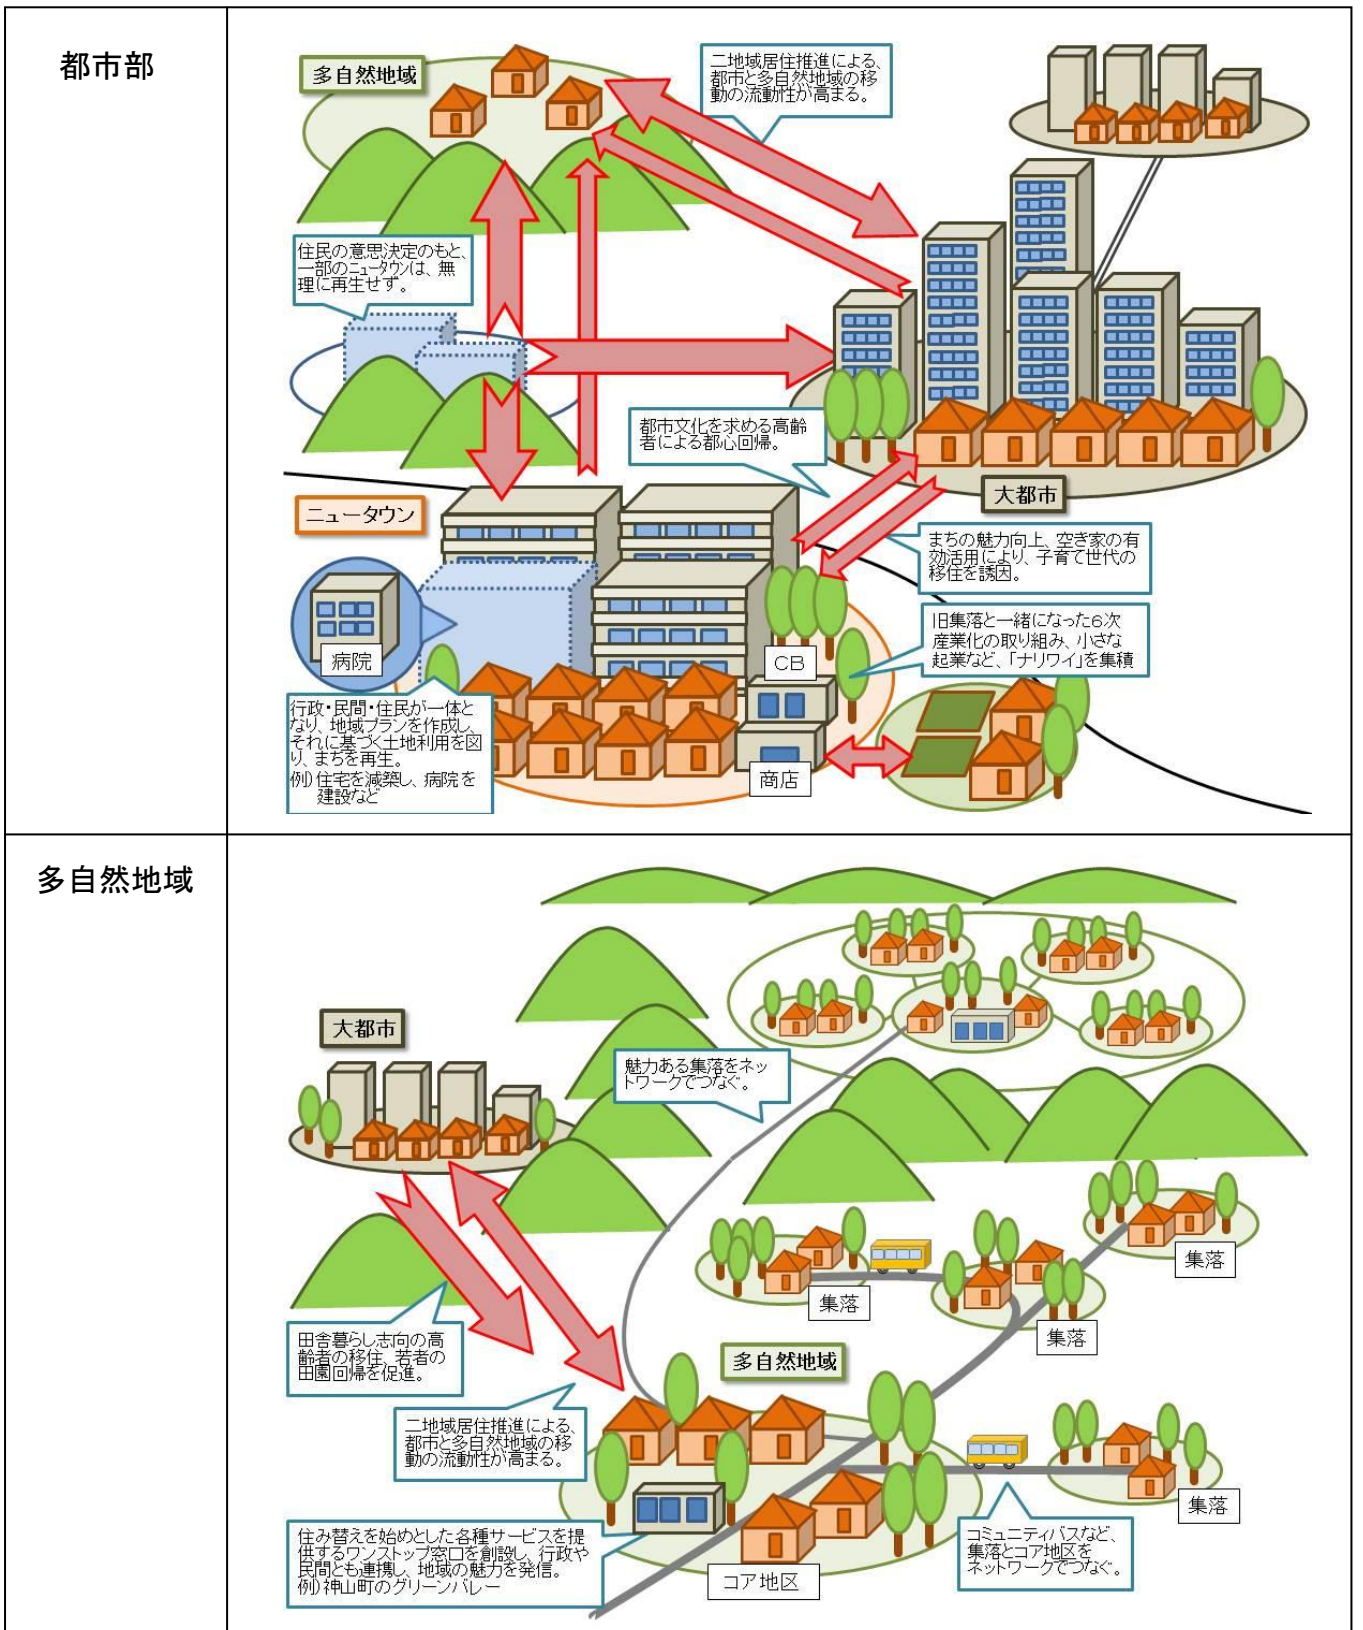 都市部
多自然地域
二地域居住推進による、
都市と多自然地域の移
動の流動性が高まる。
住民の意思決定のもと、
一部のニュータウンは、無
理に再生せず。
都市文化を求める高齢
者による都心回帰。
大都市
ニュータウン
まちの魅力向上、空き家の有
効活用により、子育て世代の
移住を誘因。
旧集落と一緒になった6次
産業化の取り組み、小さな
起業など、「ナリワイ」を集積
病院
CB
行政・民間・住民が一体と
なり、地域プランを作成し、
それに基づく土地利用を図
り、まちを再生。
例)住宅を減築し、病院を
建設など
商店
多自然地域
大都市
魅力ある集落をネッ
トワークでつなぐ。
集落
集落
集落
田舎暮らし志向の高
齢者の移住、若者の
田園回帰を促進。
多自然地域
二地域居住推進による、
都市と多自然地域の移
動の流動性が高まる。
集落
住み替えを始めとした各種サービスを提
供するワンストップ窓口を創設し、行政や
民間とも連携し、地域の魅力を発信。
例)神山町のグリーンバレー
コア地区
コミュニティバスなど、
集落とコア地区を
ネットワークでつなぐ。